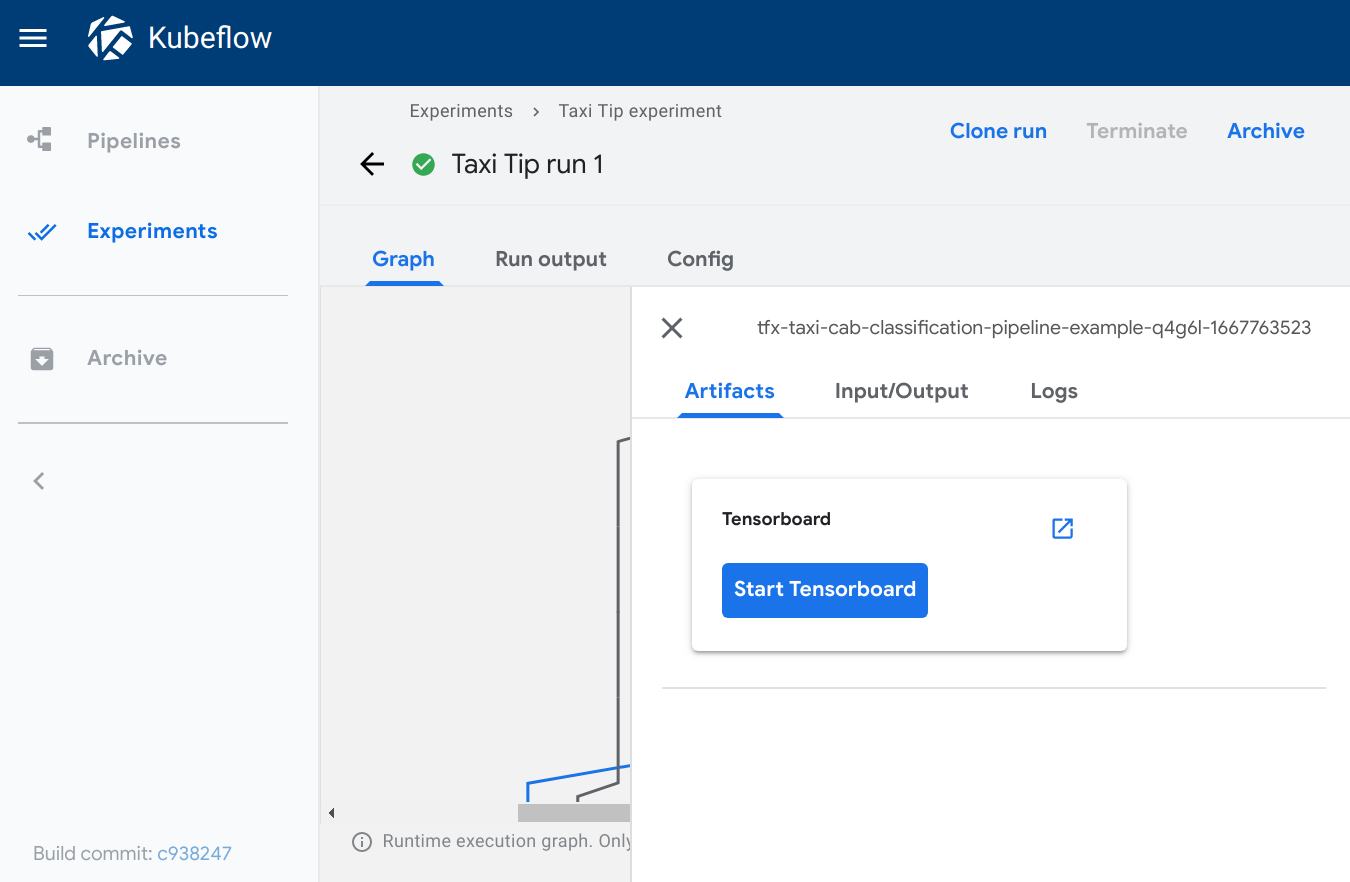 Kubeflow
Pipelines
Experiments
Archive
Build commit: c938247
Experiments › Taxi Tip experiment
Clone run
Terminate
Archive
Taxi Tip run 1
Graph
Run output
Config
tfx-taxi-cab-classification-pipeline-example-q4g6l-1667763523
Artifacts
Input/Output
Logs
Tensorboard
Start Tensorboard
Runtime execution graph. Only